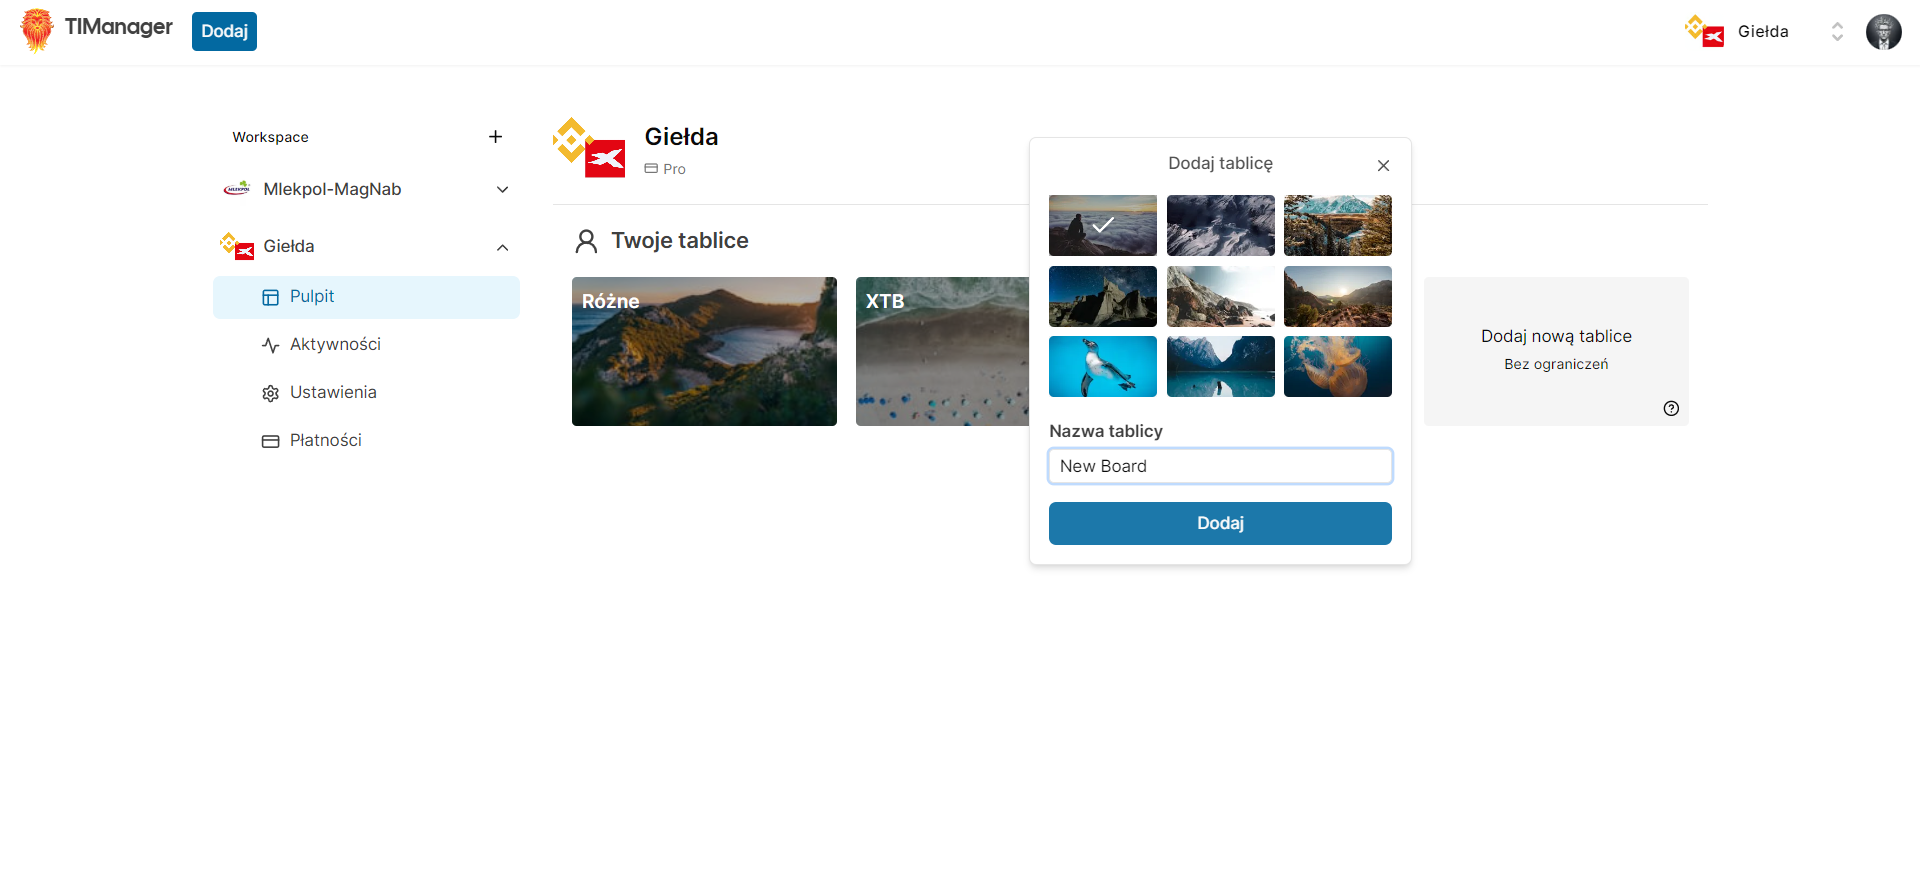 TIManager
Dodaj
Giełda
Workspace
MLEKPOL
Mlekpol-MagNab
Giełda
Pulpit
Aktywności
Ustawienia
Płatności
Giełda
Pro
Twoje tablice
Różne
XTB
Dodaj tablicę
Nazwa tablicy
New Board
Dodaj
Dodaj nową tablice
Bez ograniczeń